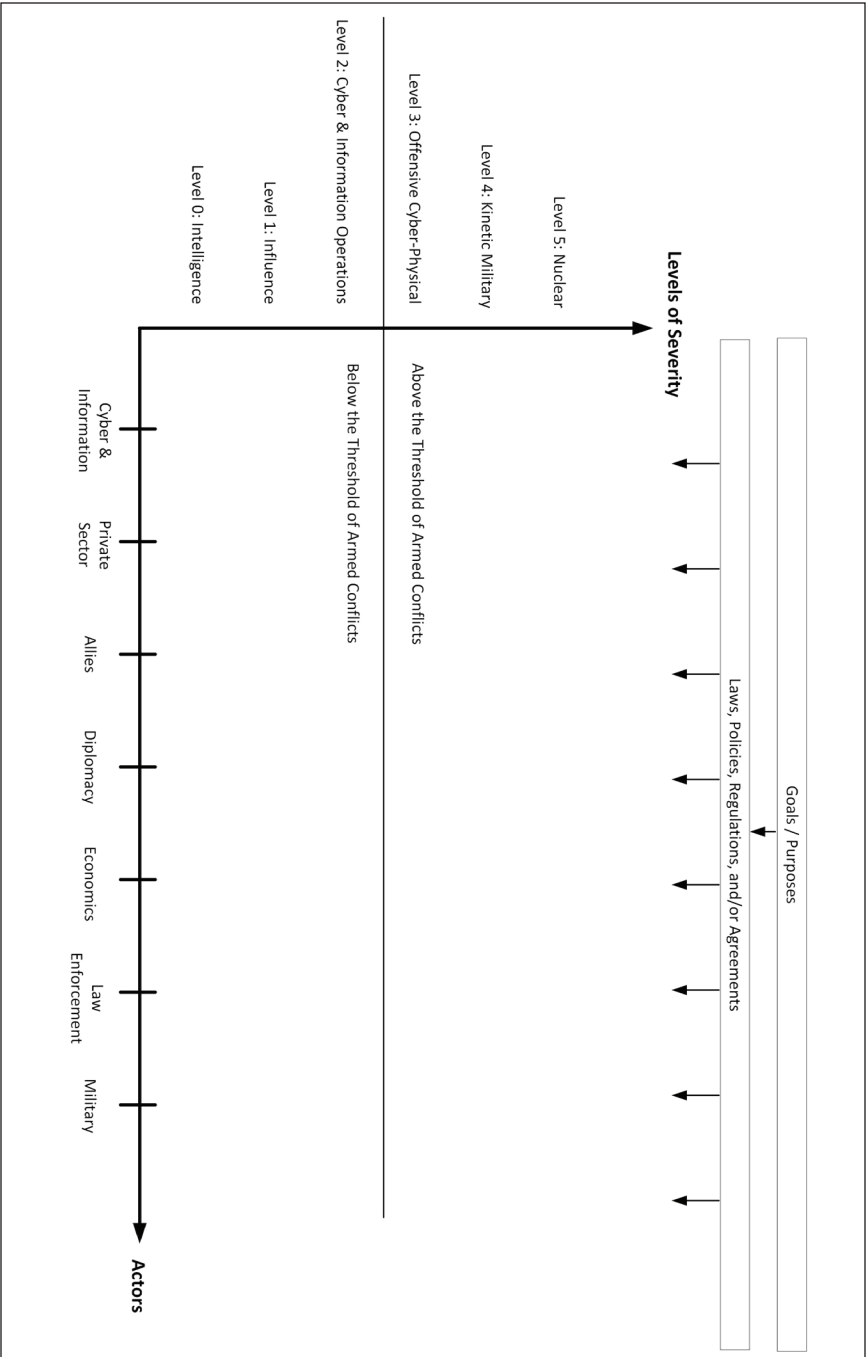 Goals / Purposes
Laws, Policies, Regulations, and/or Agreements
Levels of Severity
Level 5: Nuclear
Level 4: Kinetic Military
Level 3: Offensive Cyber-Physical
Above the Threshold of Armed Conflicts
Level 2: Cyber & Information Operations
Below the Threshold of Armed Conflicts
Level 1: Influence
Level 0: Intelligence
Cyber &
Information
Private
Sector
Allies
Diplomacy
Economics
Law
Enforcement
Military
Actors